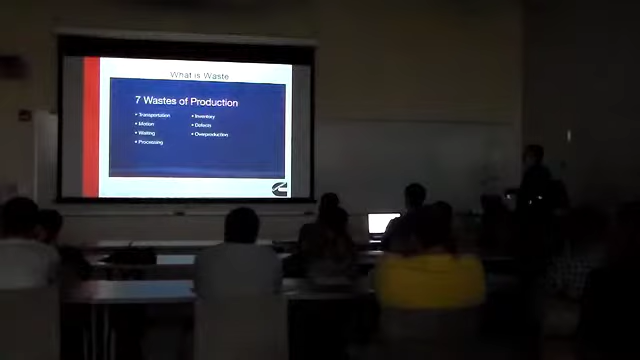 What is Waste
7 Wastes of Production
Transportation
Motion
Waiting
Processing
Inventory
Defects
Overproduction